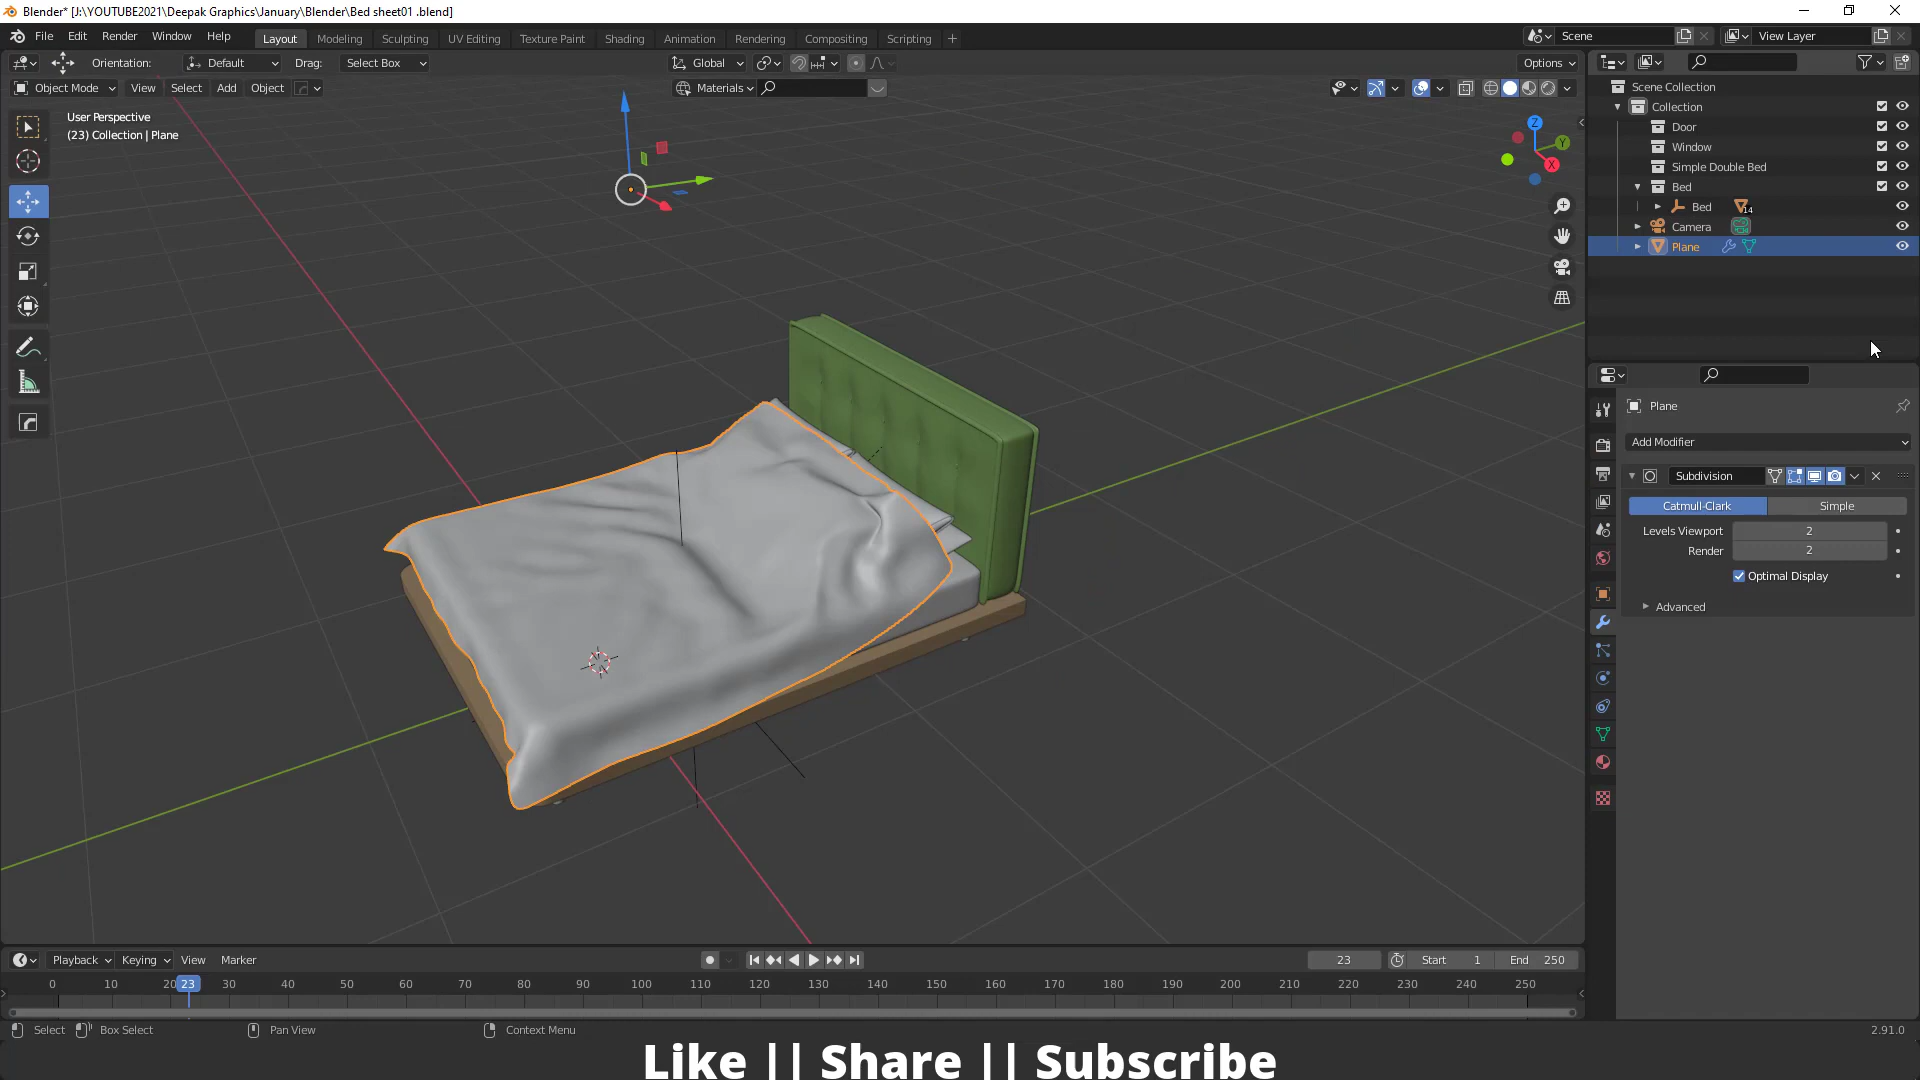 Blender* [J:\YOUTUBE2021\Deepak Graphics\January\Blender\Bed sheet01 .blend]
File Edit Render Window Help Layout Modeling Sculpting UV Editing Texture Paint Shading Animation Rendering Compositing Scripting + Scene View Layer
Orientation: Default Drag: Select Box Global Options
Object Mode View Select Add Object Materials
User Perspective
(23) Collection | Plane
Z
Y
X
Scene Collection
Collection
Door
Window
Simple Double Bed
Bed
Bed 14
Camera
Plane
Plane
Add Modifier
Subdivision
Catmull-Clark Simple
Levels Viewport 2
Render 2
Optimal Display
Advanced
Playback Keying View Marker 23 Start 1 End 250
0 10 20 23 30 40 50 60 70 80 90 100 110 120 130 140 150 160 170 180 190 200 210 220 230 240 250
Select Box Select Pan View Context Menu 2.91.0
Like || Share || Subscribe